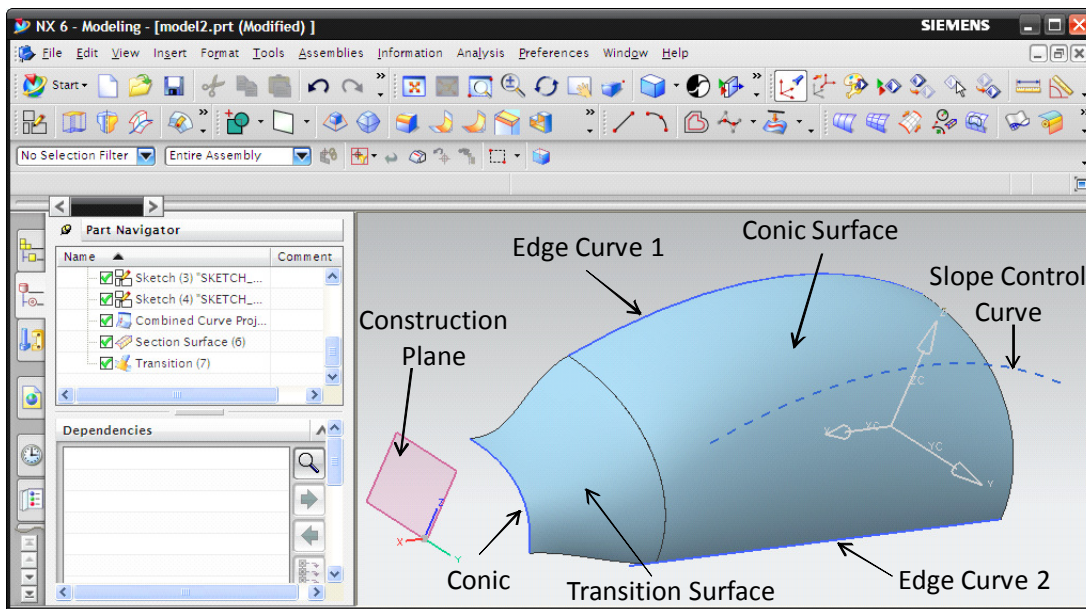 NX 6 - Modeling - [model2.prt (Modified) ]
SIEMENS
File Edit View Insert Format Tools Assemblies Information Analysis Preferences Window Help
Start
No Selection Filter
Entire Assembly
Part Navigator
Name Comment
Sketch (3) "SKETCH_...
Sketch (4) "SKETCH_...
Combined Curve Proj...
Section Surface (6)
Transition (7)
Dependencies
Edge Curve 1
Conic Surface
Slope Control
Curve
Construction
Plane
Z
ZC
X
XC
YC
Y
Z
X
Y
Conic
Transition Surface
Edge Curve 2